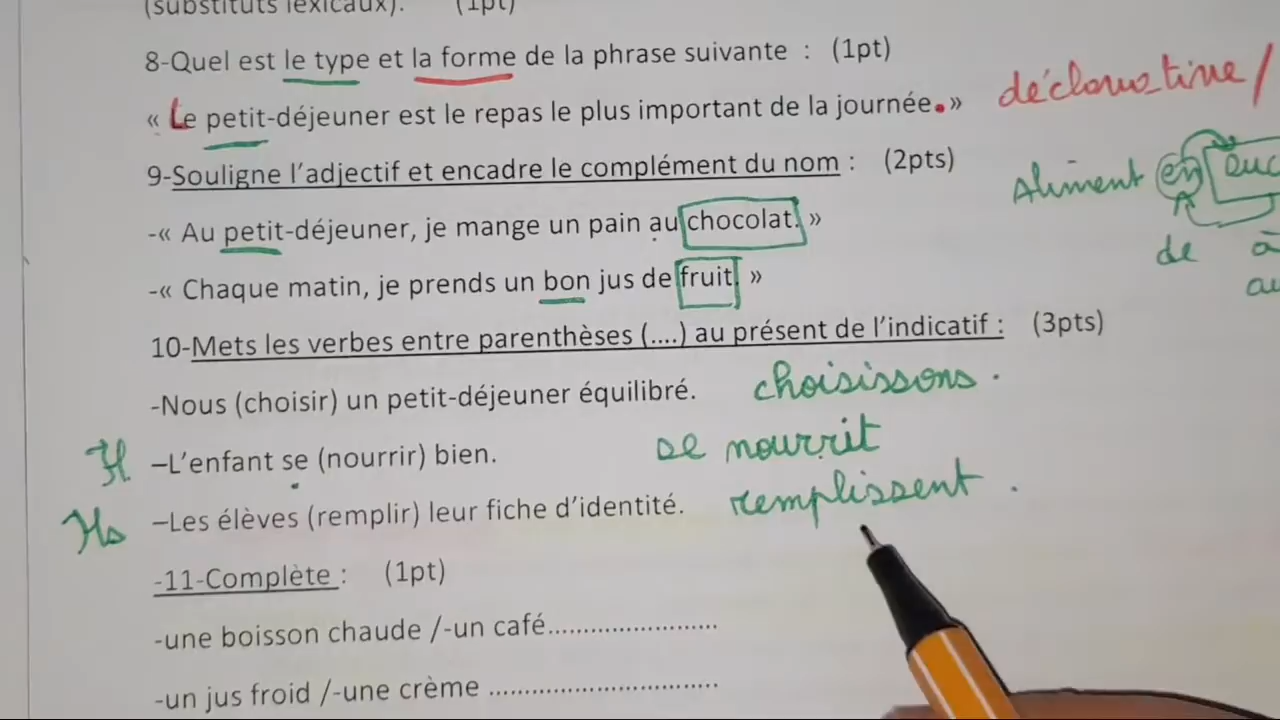 (substituts lexicaux). (1pt)
8-Quel est le type et la forme de la phrase suivante : (1pt)
« Le petit-déjeuner est le repas le plus important de la journée.» déclarative/
9-Souligne l’adjectif et encadre le complément du nom : (2pts)
Aliment en euc
-« Au petit-déjeuner, je mange un pain au chocolat. »
de à
-« Chaque matin, je prends un bon jus de fruit. »
au
10-Mets les verbes entre parenthèses (....) au présent de l’indicatif : (3pts)
-Nous (choisir) un petit-déjeuner équilibré. choisissons.
Il –L’enfant se (nourrir) bien. se nourrit
Ils –Les élèves (remplir) leur fiche d’identité. remplissent.
-11-Complète : (1pt)
-une boisson chaude /-un café........................
-un jus froid /-une crème .................................